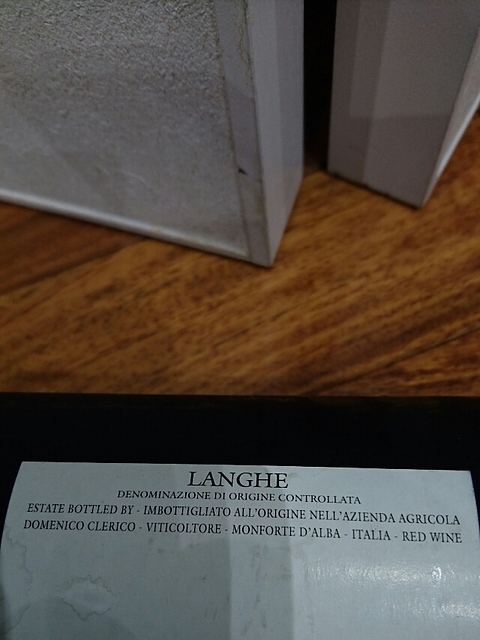 LANGHE
DENOMINAZIONE DI ORIGINE CONTROLLATA
ESTATE BOTTLED BY - IMBOTTIGLIATO ALL'ORIGINE NELL'AZIENDA AGRICOLA
DOMENICO CLERICO - VITICOLTORE - MONFORTE D'ALBA - ITALIA - RED WINE